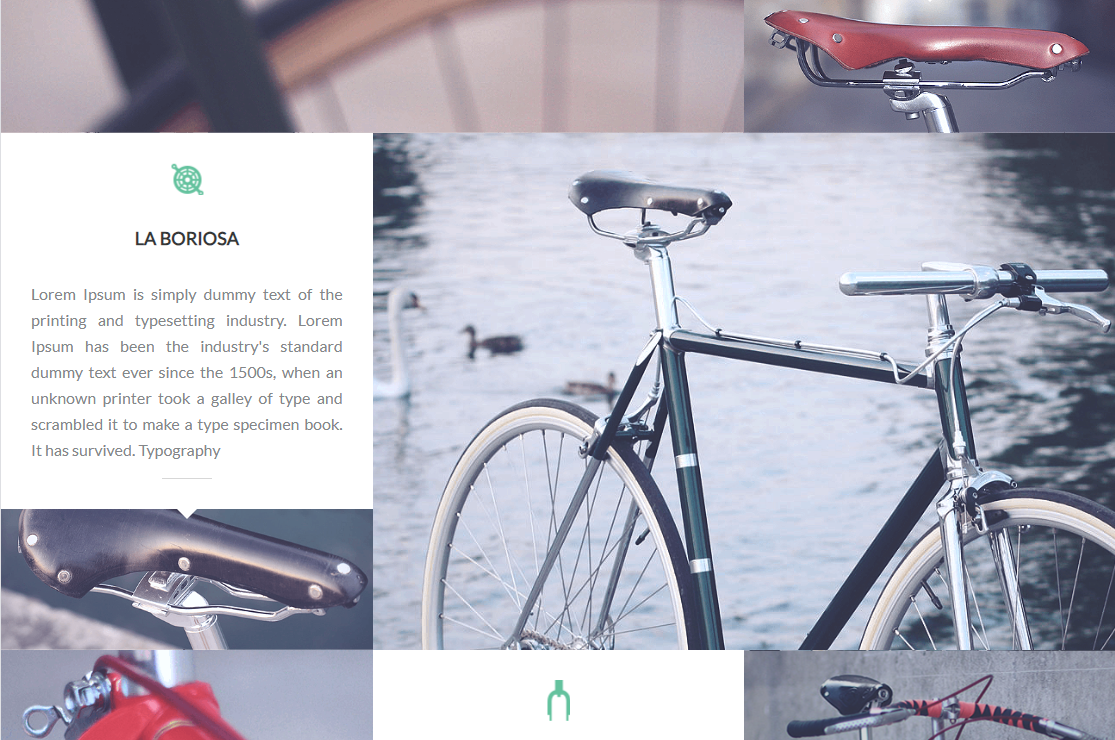 LA BORIOSA
Lorem Ipsum is simply dummy text of the
printing and typesetting industry. Lorem
Ipsum has been the industry's standard
dummy text ever since the 1500s, when an
unknown printer took a galley of type and
scrambled it to make a type specimen book.
It has survived. Typography